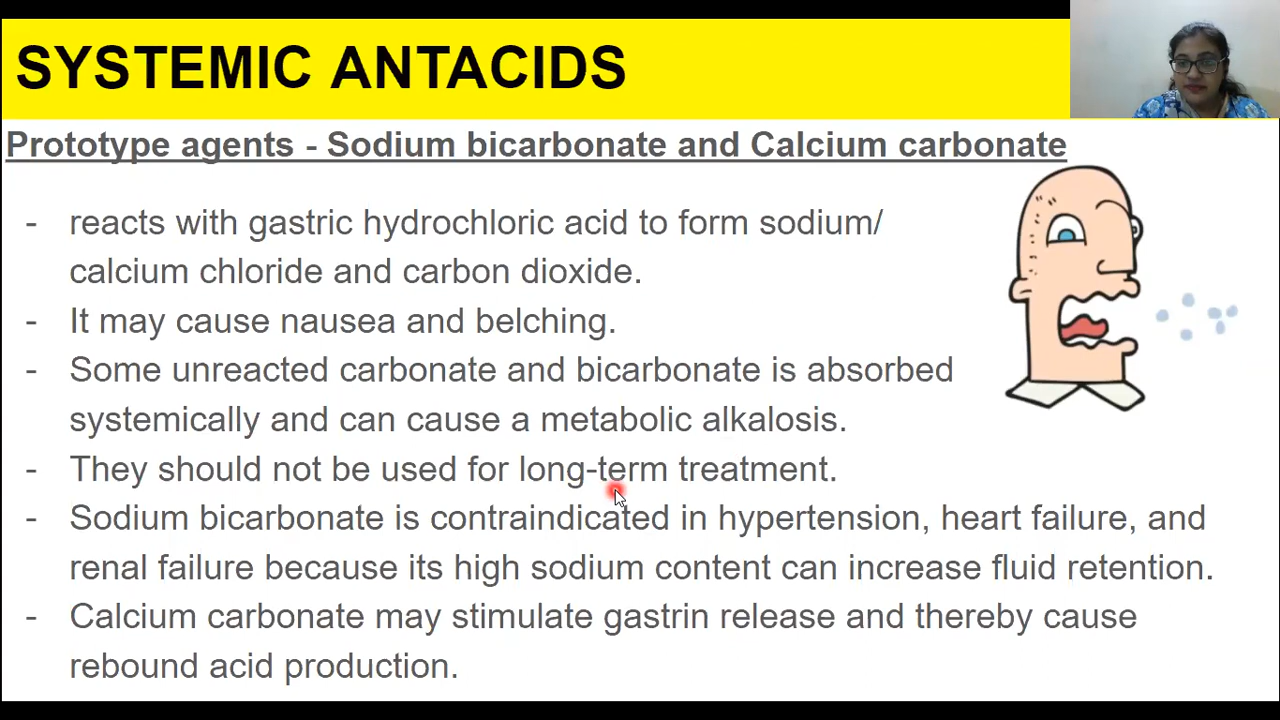 SYSTEMIC ANTACIDS
Prototype agents - Sodium bicarbonate and Calcium carbonate
- reacts with gastric hydrochloric acid to form sodium/
calcium chloride and carbon dioxide.
- It may cause nausea and belching.
- Some unreacted carbonate and bicarbonate is absorbed
systemically and can cause a metabolic alkalosis.
- They should not be used for long-term treatment.
- Sodium bicarbonate is contraindicated in hypertension, heart failure, and
renal failure because its high sodium content can increase fluid retention.
- Calcium carbonate may stimulate gastrin release and thereby cause
rebound acid production.